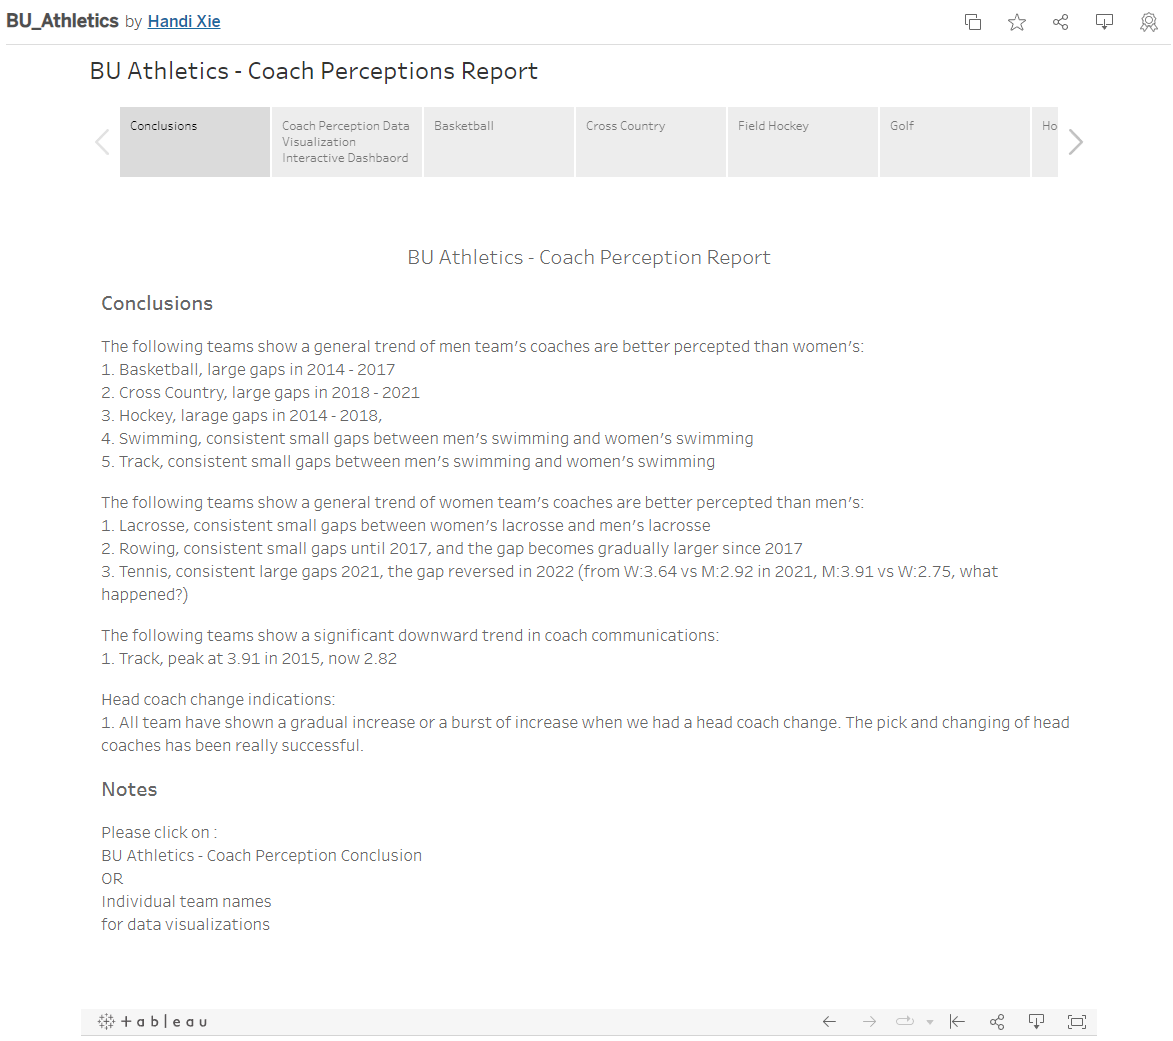 BU_Athletics by Handi Xie
BU Athletics - Coach Perceptions Report
Conclusions
Coach Perception Data
Visualization
Interactive Dashbaord
Basketball
Cross Country
Field Hockey
Golf
Ho
BU Athletics - Coach Perception Report
Conclusions
The following teams show a general trend of men team's coaches are better percepted than women's:
1. Basketball, large gaps in 2014 - 2017
2. Cross Country, large gaps in 2018 - 2021
3. Hockey, larage gaps in 2014 - 2018,
4. Swimming, consistent small gaps between men's swimming and women's swimming
5. Track, consistent small gaps between men's swimming and women's swimming
The following teams show a general trend of women team's coaches are better percepted than men's:
1. Lacrosse, consistent small gaps between women's lacrosse and men's lacrosse
2. Rowing, consistent small gaps until 2017, and the gap becomes gradually larger since 2017
3. Tennis, consistent large gaps 2021, the gap reversed in 2022 (from W:3.64 vs M:2.92 in 2021, M:3.91 vs W:2.75, what
happened?)
The following teams show a significant downward trend in coach communications:
1. Track, peak at 3.91 in 2015, now 2.82
Head coach change indications:
1. All team have shown a gradual increase or a burst of increase when we had a head coach change. The pick and changing of head
coaches has been really successful.
Notes
Please click on :
BU Athletics - Coach Perception Conclusion
OR
Individual team names
for data visualizations
+ a b l e a u